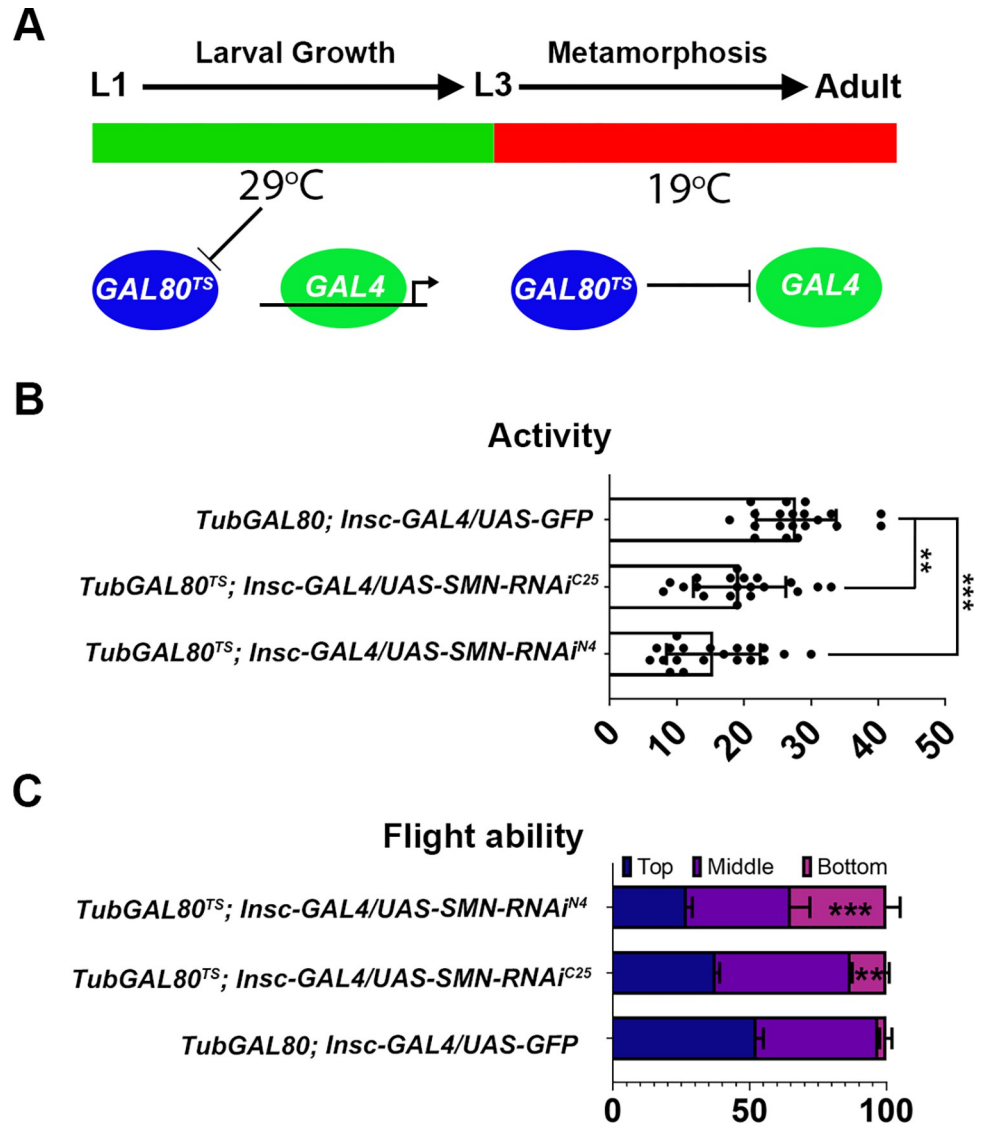 A
Larval Growth
Metamorphosis
L1
L3
Adult
29°C
19°C
GAL80TS
GAL4
GAL80TS
GAL4
B
Activity
TubGAL80; Insc-GAL4/UAS-GFP
TubGAL80TS; Insc-GAL4/UAS-SMN-RNAiC25
TubGAL80TS; Insc-GAL4/UAS-SMN-RNAiN4
**
***
0 10 20 30 40 50
C
Flight ability
Top Middle Bottom
TubGAL80TS; Insc-GAL4/UAS-SMN-RNAiN4
***
TubGAL80TS; Insc-GAL4/UAS-SMN-RNAiC25
**
TubGAL80; Insc-GAL4/UAS-GFP
0 50 100